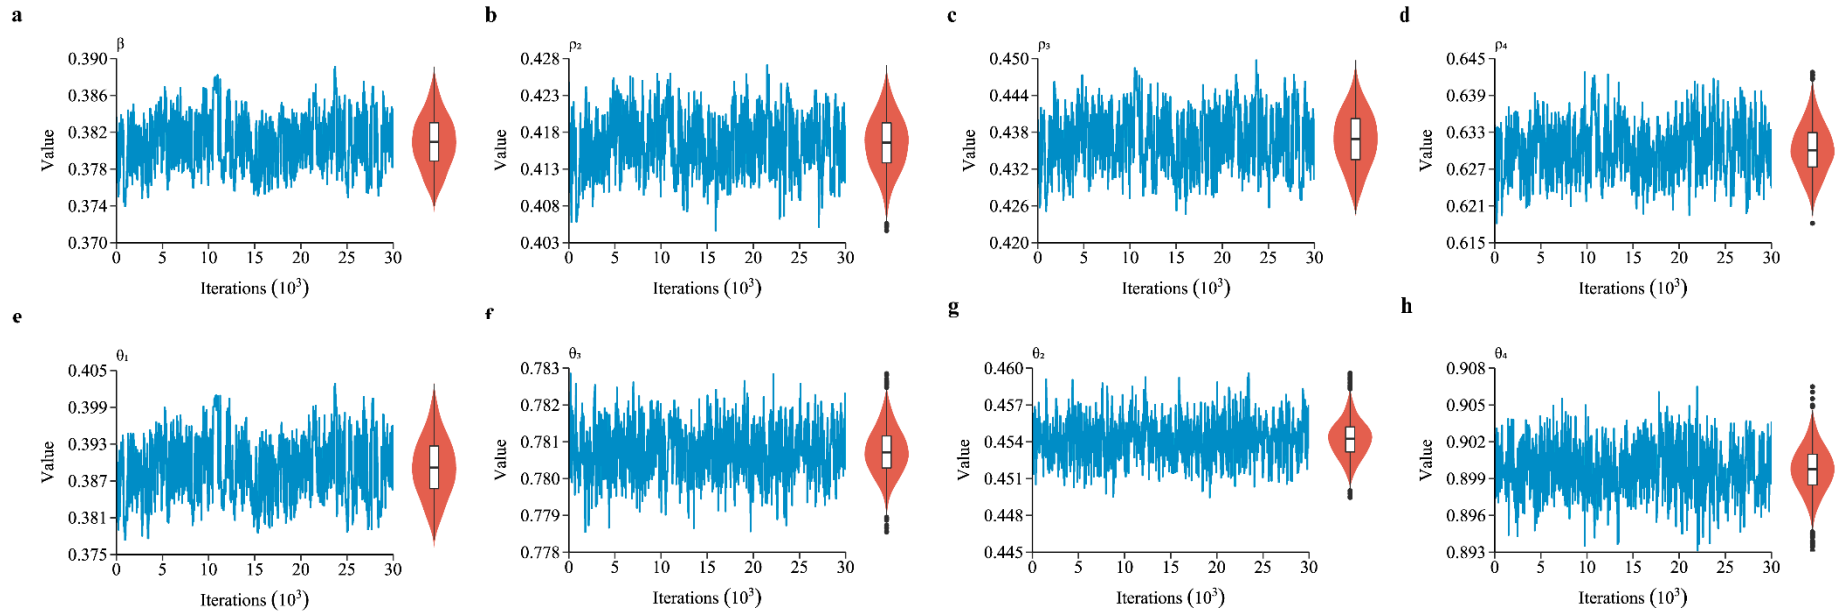 a
β
Value
0.390
0.386
0.382
0.378
0.374
0.370
0 5 10 15 20 25 30
Iterations (10³)
b
ρ₂
Value
0.428
0.423
0.418
0.413
0.408
0.403
0 5 10 15 20 25 30
Iterations (10³)
c
ρ₃
Value
0.450
0.444
0.438
0.432
0.426
0.420
0 5 10 15 20 25 30
Iterations (10³)
d
ρ₄
Value
0.645
0.639
0.633
0.627
0.621
0.615
0 5 10 15 20 25 30
Iterations (10³)
e
θ₁
Value
0.405
0.399
0.393
0.387
0.381
0.375
0 5 10 15 20 25 30
Iterations (10³)
f
θ₃
Value
0.783
0.782
0.781
0.780
0.779
0.778
0 5 10 15 20 25 30
Iterations (10³)
g
θ₂
Value
0.460
0.457
0.454
0.451
0.448
0.445
0 5 10 15 20 25 30
Iterations (10³)
h
θ₄
Value
0.908
0.905
0.902
0.899
0.896
0.893
0 5 10 15 20 25 30
Iterations (10³)